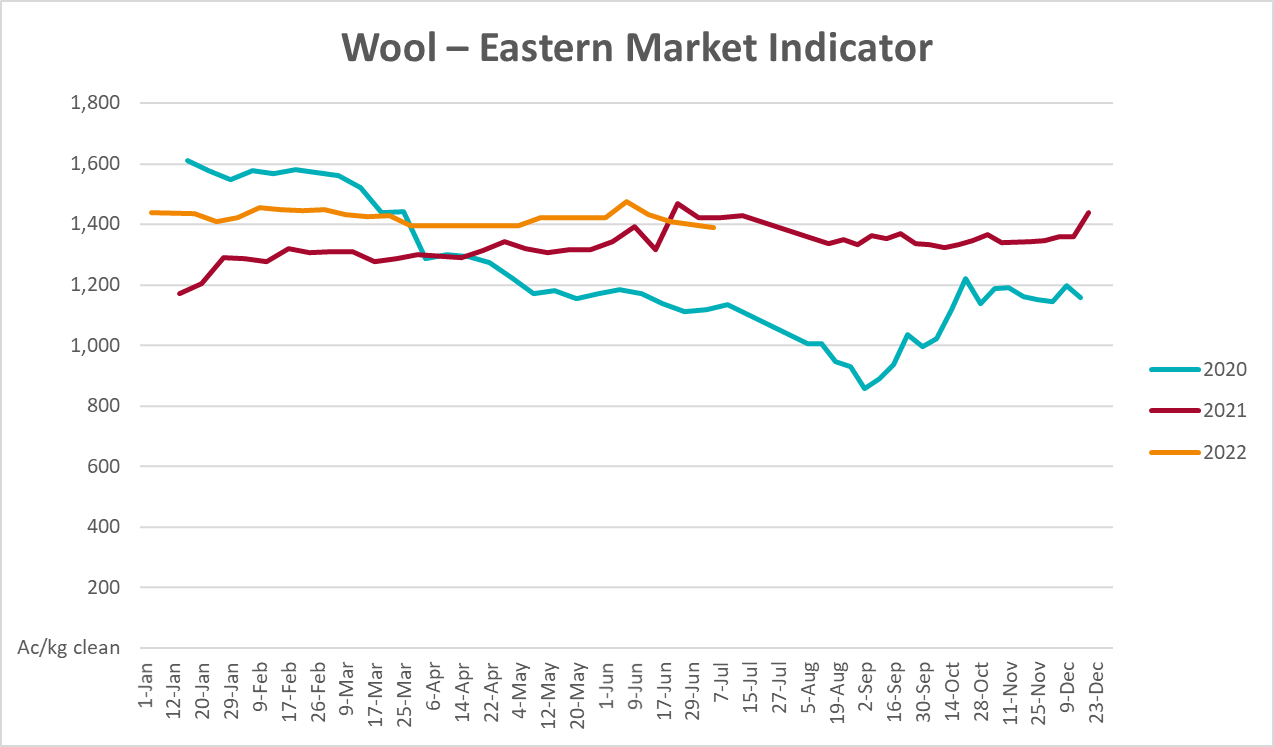 Wool – Eastern Market Indicator
1,800
1,600
1,400
1,200
1,000
800
600
400
200
Ac/kg clean
1-Jan
12-Jan
20-Jan
29-Jan
9-Feb
17-Feb
26-Feb
9-Mar
17-Mar
25-Mar
6-Apr
14-Apr
22-Apr
4-May
12-May
20-May
1-Jun
9-Jun
17-Jun
29-Jun
7-Jul
15-Jul
27-Jul
5-Aug
19-Aug
2-Sep
16-Sep
30-Sep
14-Oct
28-Oct
11-Nov
25-Nov
9-Dec
23-Dec
2020
2021
2022